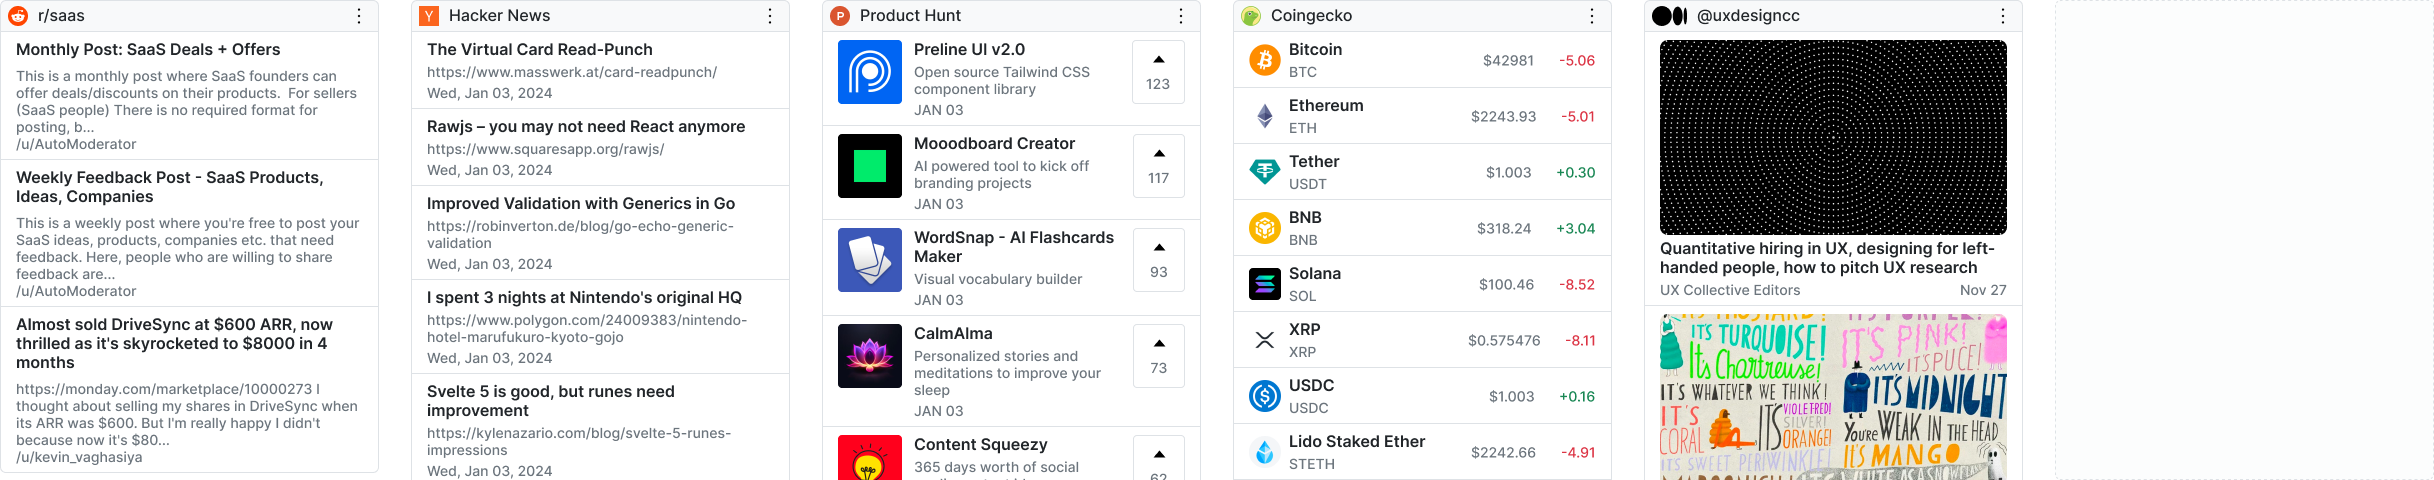 r/saas
Monthly Post: SaaS Deals + Offers
This is a monthly post where SaaS founders can
offer deals/discounts on their products.  For sellers
(SaaS people) There is no required format for
posting, b...
/u/AutoModerator
Weekly Feedback Post - SaaS Products,
Ideas, Companies
This is a weekly post where you're free to post your
SaaS ideas, products, companies etc. that need
feedback. Here, people who are willing to share
feedback are...
/u/AutoModerator
Almost sold DriveSync at $600 ARR, now
thrilled as it's skyrocketed to $8000 in 4
months
https://monday.com/marketplace/10000273 I
thought about selling my shares in DriveSync when
its ARR was $600. But I'm really happy I didn't
because now it's $80...
/u/kevin_vaghasiya
Hacker News
The Virtual Card Read-Punch
https://www.masswerk.at/card-readpunch/
Wed, Jan 03, 2024
Rawjs – you may not need React anymore
https://www.squaresapp.org/rawjs/
Wed, Jan 03, 2024
Improved Validation with Generics in Go
https://robinverton.de/blog/go-echo-generic-
validation
Wed, Jan 03, 2024
I spent 3 nights at Nintendo's original HQ
https://www.polygon.com/24009383/nintendo-
hotel-marufukuro-kyoto-gojo
Wed, Jan 03, 2024
Svelte 5 is good, but runes need
improvement
https://kylenazario.com/blog/svelte-5-runes-
impressions
Wed, Jan 03, 2024
Product Hunt
Preline UI v2.0
Open source Tailwind CSS
component library
JAN 03
123
Mooodboard Creator
AI powered tool to kick off
branding projects
JAN 03
117
WordSnap - AI Flashcards
Maker
Visual vocabulary builder
JAN 03
93
CalmAlma
Personalized stories and
meditations to improve your
sleep
JAN 03
73
Content Squeezy
365 days worth of social
62
Coingecko
Bitcoin
BTC
$42981 -5.06
Ethereum
ETH
$2243.93 -5.01
Tether
USDT
$1.003 +0.30
BNB
BNB
$318.24 +3.04
Solana
SOL
$100.46 -8.52
XRP
XRP
$0.575476 -8.11
USDC
USDC
$1.003 +0.16
Lido Staked Ether
STETH
$2242.66 -4.91
@uxdesigncc
Quantitative hiring in UX, designing for left-
handed people, how to pitch UX research
UX Collective Editors Nov 27
IT'S TURQUOISE!
It's Chartreuse!
IT'S WHATEVER WE THINK!
IT'S CORAL
IT'S VIOLET RED!
SILVER!
ORANGE!
IT'S SWEET PERIWINKLE!
IT'S PINK!
IT'S PUCE!
IT'S MIDNIGHT
You're WEAK IN THE HEAD
IT'S MANGO